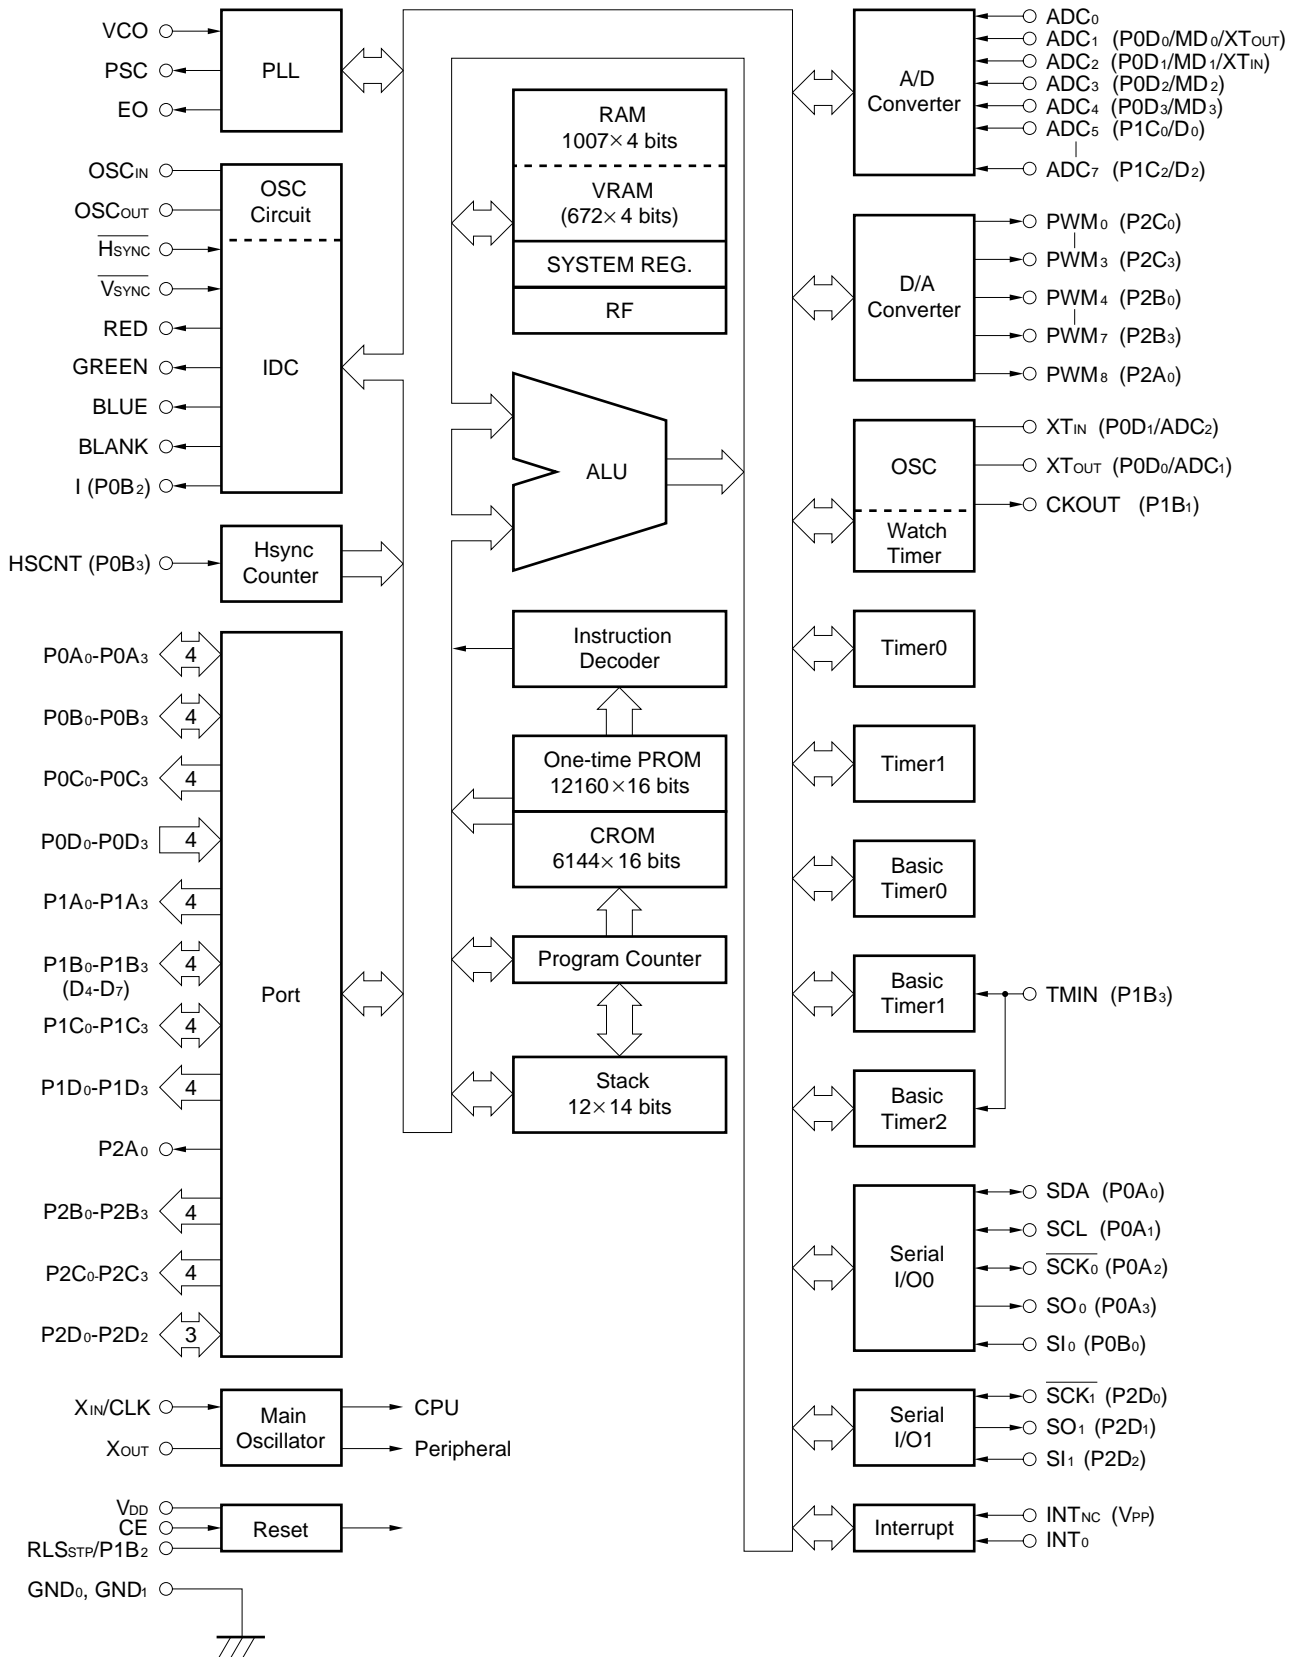 VCO
PSC
EO
PLL
OSCIN
OSCOUT
HSYNC
VSYNC
RED
GREEN
BLUE
BLANK
I (P0B2)
OSC
Circuit
IDC
HSCNT (P0B3)
Hsync
Counter
P0A0-P0A3
4
P0B0-P0B3
4
P0C0-P0C3
4
P0D0-P0D3
4
P1A0-P1A3
4
P1B0-P1B3
4
(D4-D7)
P1C0-P1C3
4
P1D0-P1D3
4
P2A0
P2B0-P2B3
4
P2C0-P2C3
4
P2D0-P2D2
3
Port
XIN/CLK
XOUT
Main
Oscillator
CPU
Peripheral
VDD
CE
RLSSTP/P1B2
Reset
GND0, GND1
RAM
1007×4 bits
VRAM
(672×4 bits)
SYSTEM REG.
RF
ALU
Instruction
Decoder
One-time PROM
12160×16 bits
CROM
6144×16 bits
Program Counter
Stack
12×14 bits
A/D
Converter
ADC0
ADC1 (P0D0/MD0/XTOUT)
ADC2 (P0D1/MD1/XTIN)
ADC3 (P0D2/MD2)
ADC4 (P0D3/MD3)
ADC5 (P1C0/D0)
ADC7 (P1C2/D2)
D/A
Converter
PWM0 (P2C0)
PWM3 (P2C3)
PWM4 (P2B0)
PWM7 (P2B3)
PWM8 (P2A0)
OSC
Watch
Timer
XTIN (P0D1/ADC2)
XTOUT (P0D0/ADC1)
CKOUT (P1B1)
Timer0
Timer1
Basic
Timer0
Basic
Timer1
TMIN (P1B3)
Basic
Timer2
Serial
I/O0
SDA (P0A0)
SCL (P0A1)
SCK0 (P0A2)
SO0 (P0A3)
SI0 (P0B0)
Serial
I/O1
SCK1 (P2D0)
SO1 (P2D1)
SI1 (P2D2)
Interrupt
INTNC (VPP)
INT0